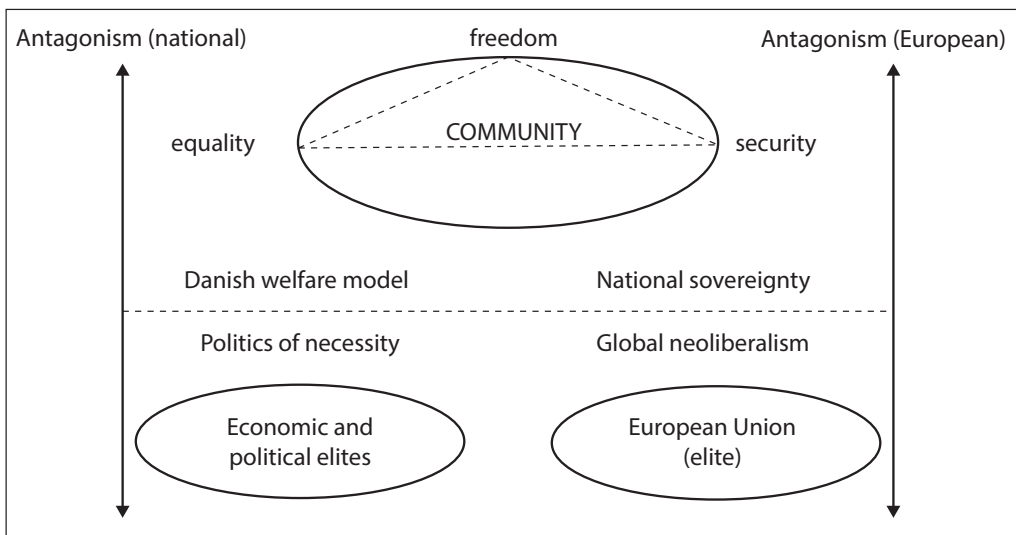 Antagonism (national)
freedom
Antagonism (European)
equality
COMMUNITY
security
Danish welfare model
National sovereignty
Politics of necessity
Global neoliberalism
Economic and
political elites
European Union
(elite)